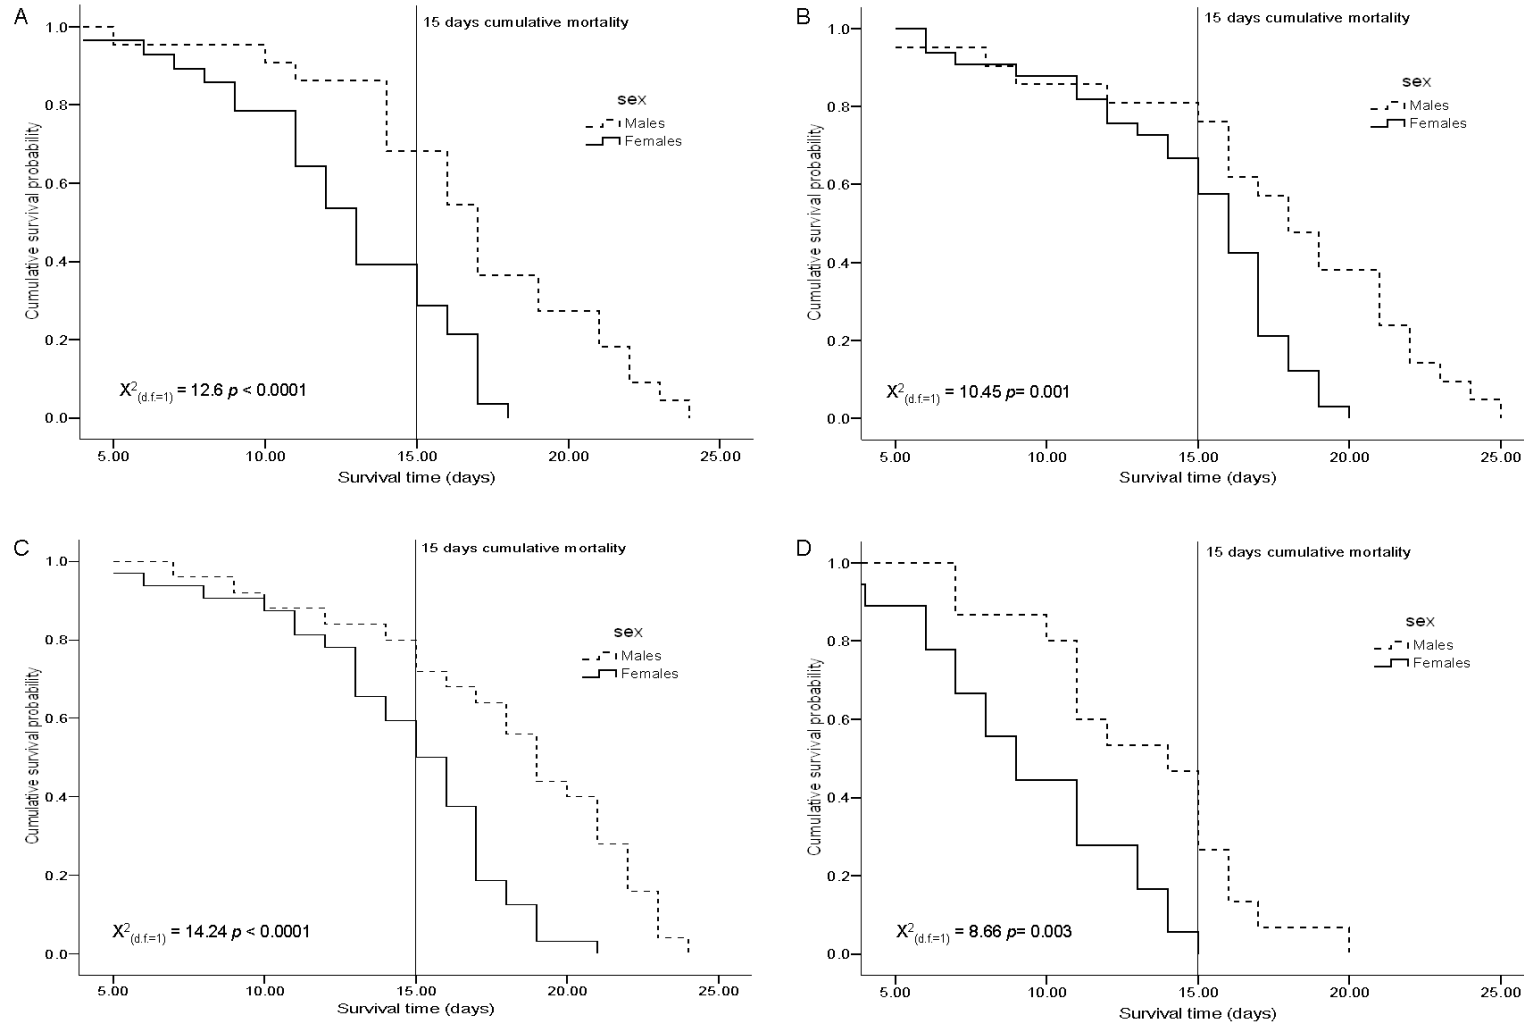 A
15 days cumulative mortality
sex
Males
Females
Cumulative survival probability
1.0
0.8
0.6
0.4
0.2
0.0
X2(d.f.=1) = 12.6 p < 0.0001
5.00 10.00 15.00 20.00 25.00
Survival time (days)
B
15 days cumulative mortality
sex
Males
Females
Cumulative survival probability
1.0
0.8
0.6
0.4
0.2
0.0
X2(d.f.=1) = 10.45 p= 0.001
5.00 10.00 15.00 20.00 25.00
Survival time (days)
C
15 days cumulative mortality
sex
Males
Females
Cumulative survival probability
1.0
0.8
0.6
0.4
0.2
0.0
X2(d.f.=1) = 14.24 p < 0.0001
5.00 10.00 15.00 20.00 25.00
Survival time (days)
D
15 days cumulative mortality
sex
Males
Females
Cumulative survival probability
1.0
0.8
0.6
0.4
0.2
0.0
X2(d.f.=1) = 8.66 p= 0.003
5.00 10.00 15.00 20.00 25.00
Survival time (days)